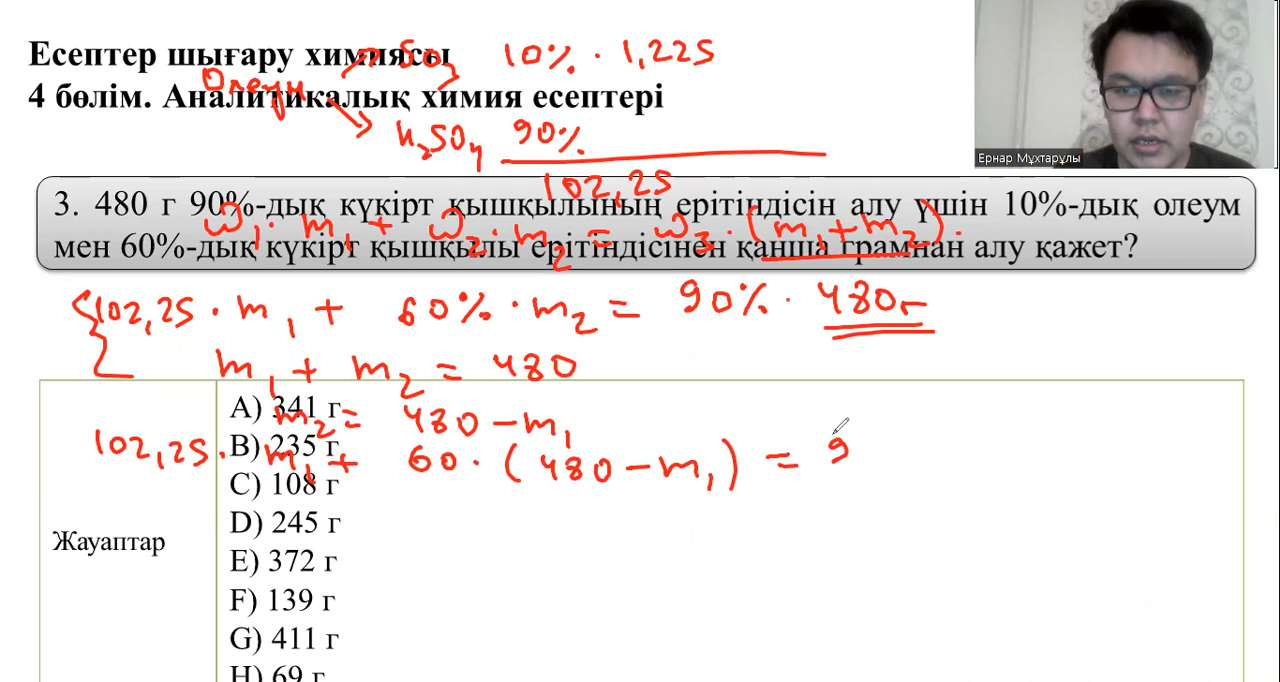 Есептер шығару химиясы
SO3 10% · 1,225
Олеум
4 бөлім. Аналитикалық химия есептері
H2SO4 90%
102,25
Ернар Мұхтарұлы
3. 480 г 90%-дық күкірт қышқылының ерітіндісін алу үшін 10%-дық олеум
ω1 · m1 + ω2 · m2 = ω3 · (m1 + m2).
мен 60%-дық күкірт қышқылы ерітіндісінен қанша грамнан алу қажет?
102,25 · m1 + 60% · m2 = 90% · 480г
m1 + m2 = 480
A) 341 г
m2 = 480 - m1
B) 235 г
102,25 · m1 + 60 · (480 - m1) = 9
C) 108 г
D) 245 г
Жауаптар
E) 372 г
F) 139 г
G) 411 г
H) 69 г